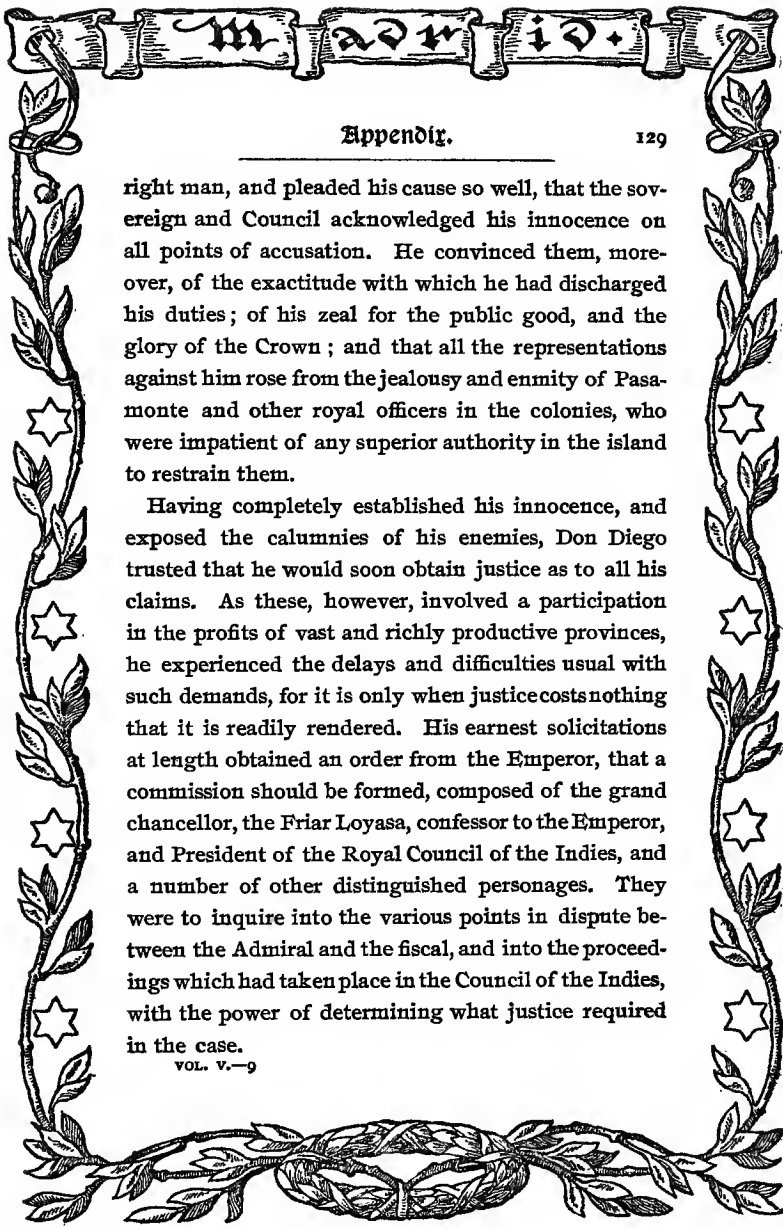 Madrid.
Appendix. 129
right man, and pleaded his cause so well, that the sov-
ereign and Council acknowledged his innocence on
all points of accusation. He convinced them, more-
over, of the exactitude with which he had discharged
his duties; of his zeal for the public good, and the
glory of the Crown; and that all the representations
against him rose from the jealousy and enmity of Pasa-
monte and other royal officers in the colonies, who
were impatient of any superior authority in the island
to restrain them.
Having completely established his innocence, and
exposed the calumnies of his enemies, Don Diego
trusted that he would soon obtain justice as to all his
claims. As these, however, involved a participation
in the profits of vast and richly productive provinces,
he experienced the delays and difficulties usual with
such demands, for it is only when justice costs nothing
that it is readily rendered. His earnest solicitations
at length obtained an order from the Emperor, that a
commission should be formed, composed of the grand
chancellor, the Friar Loyasa, confessor to the Emperor,
and President of the Royal Council of the Indies, and
a number of other distinguished personages. They
were to inquire into the various points in dispute be-
tween the Admiral and the fiscal, and into the proceed-
ings which had taken place in the Council of the Indies,
with the power of determining what justice required
in the case.
VOL. V.—9